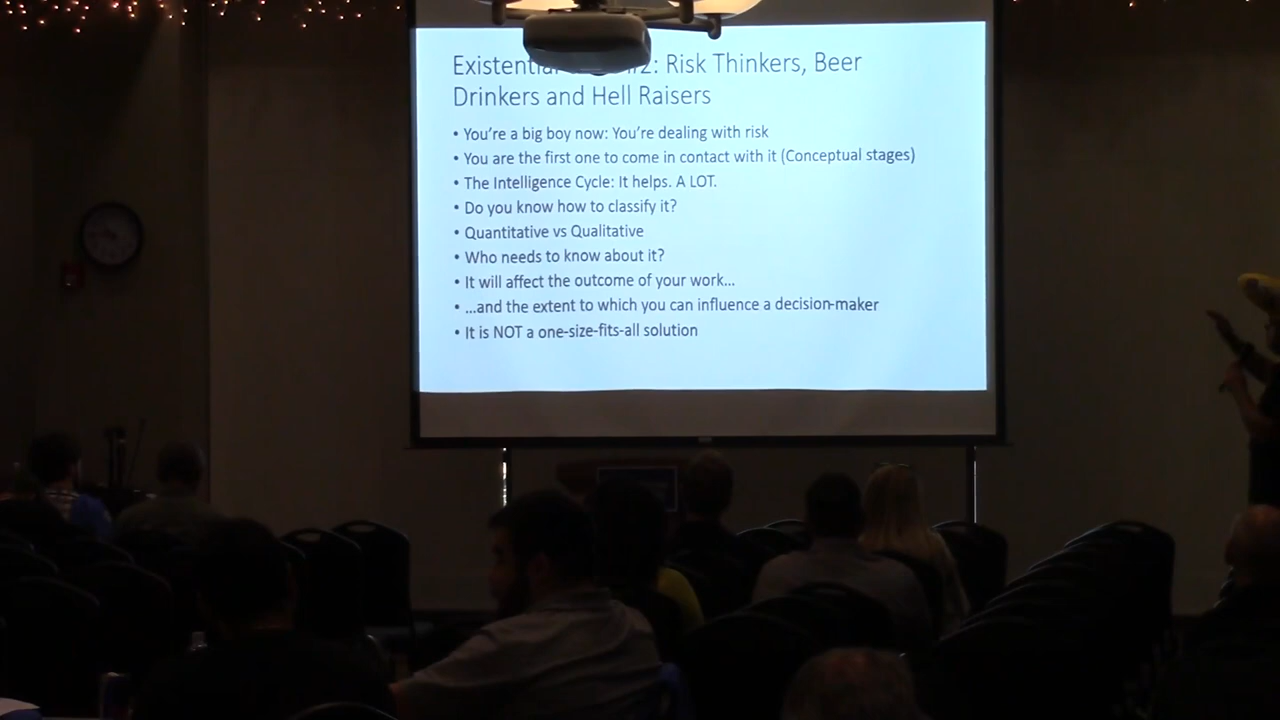 Existential #2: Risk Thinkers, Beer
Drinkers and Hell Raisers
• You're a big boy now: You're dealing with risk
• You are the first one to come in contact with it (Conceptual stages)
• The Intelligence Cycle: It helps. A LOT.
• Do you know how to classify it?
• Quantitative vs Qualitative
• Who needs to know about it?
• It will affect the outcome of your work...
• ...and the extent to which you can influence a decision-maker
• It is NOT a one-size-fits-all solution